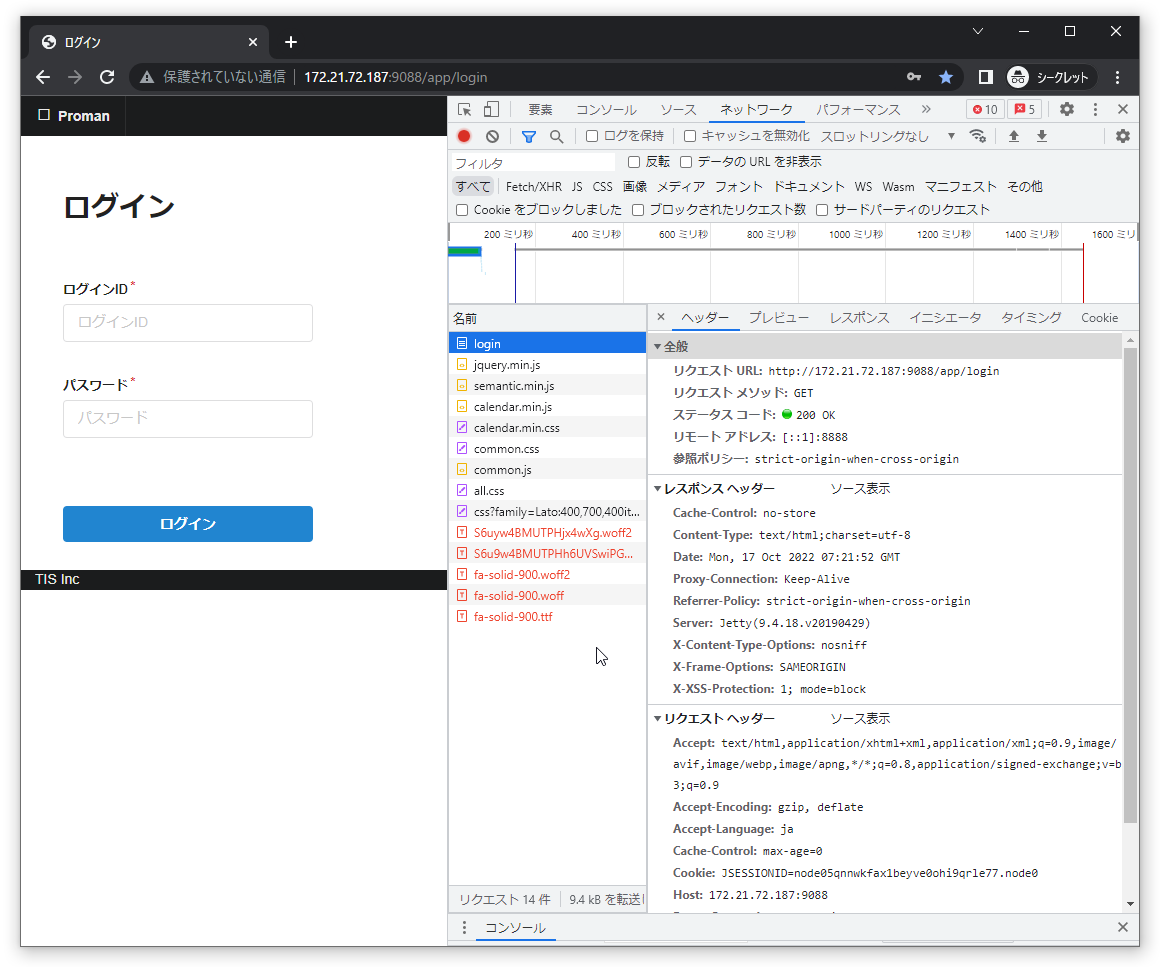 ログイン
保護されていない通信 172.21.72.187:9088/app/login シークレット
Proman
ログイン
ログインID*
ログインID
パスワード*
パスワード
ログイン
TIS Inc
要素 コンソール ソース ネットワーク パフォーマンス 10 5
ログを保持 キャッシュを無効化 スロットリングなし
フィルタ 反転 データの URL を非表示
すべて Fetch/XHR JS CSS 画像 メディア フォント ドキュメント WS Wasm マニフェスト その他
Cookie をブロックしました ブロックされたリクエスト数 サードパーティのリクエスト
200 ミリ秒 400 ミリ秒 600 ミリ秒 800 ミリ秒 1000 ミリ秒 1200 ミリ秒 1400 ミリ秒 1600 ミリ
名前
login
jquery.min.js
semantic.min.js
calendar.min.js
calendar.min.css
common.css
common.js
all.css
css?family=Lato:400,700,400it...
S6uyw4BMUTPHjx4wXg.woff2
S6u9w4BMUTPHh6UVSwiPG...
fa-solid-900.woff2
fa-solid-900.woff
fa-solid-900.ttf
リクエスト 14 件 9.4 kB を転送
ヘッダー プレビュー レスポンス イニシエータ タイミング Cookie
全般
リクエスト URL: http://172.21.72.187:9088/app/login
リクエスト メソッド: GET
ステータス コード: 200 OK
リモート アドレス: [::1]:8888
参照ポリシー: strict-origin-when-cross-origin
レスポンス ヘッダー ソース表示
Cache-Control: no-store
Content-Type: text/html;charset=utf-8
Date: Mon, 17 Oct 2022 07:21:52 GMT
Proxy-Connection: Keep-Alive
Referrer-Policy: strict-origin-when-cross-origin
Server: Jetty(9.4.18.v20190429)
X-Content-Type-Options: nosniff
X-Frame-Options: SAMEORIGIN
X-XSS-Protection: 1; mode=block
リクエスト ヘッダー ソース表示
Accept: text/html,application/xhtml+xml,application/xml;q=0.9,image/
avif,image/webp,image/apng,*/*;q=0.8,application/signed-exchange;v=b
3;q=0.9
Accept-Encoding: gzip, deflate
Accept-Language: ja
Cache-Control: max-age=0
Cookie: JSESSIONID=node05qnnwkfax1beyve0ohi9qrle77.node0
Host: 172.21.72.187:9088
コンソール